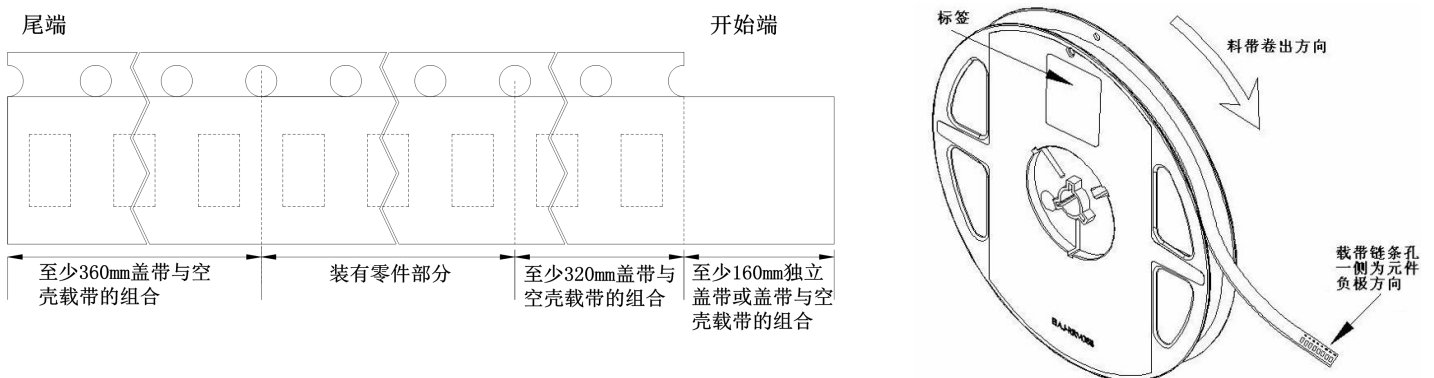 尾端
开始端
至少360mm盖带与空
壳载带的组合
装有零件部分
至少320mm盖带与
空壳载带的组合
至少160mm独立
盖带或盖带与空
壳载带的组合
标签
料带卷出方向
载带链条孔
一侧为元件
负极方向